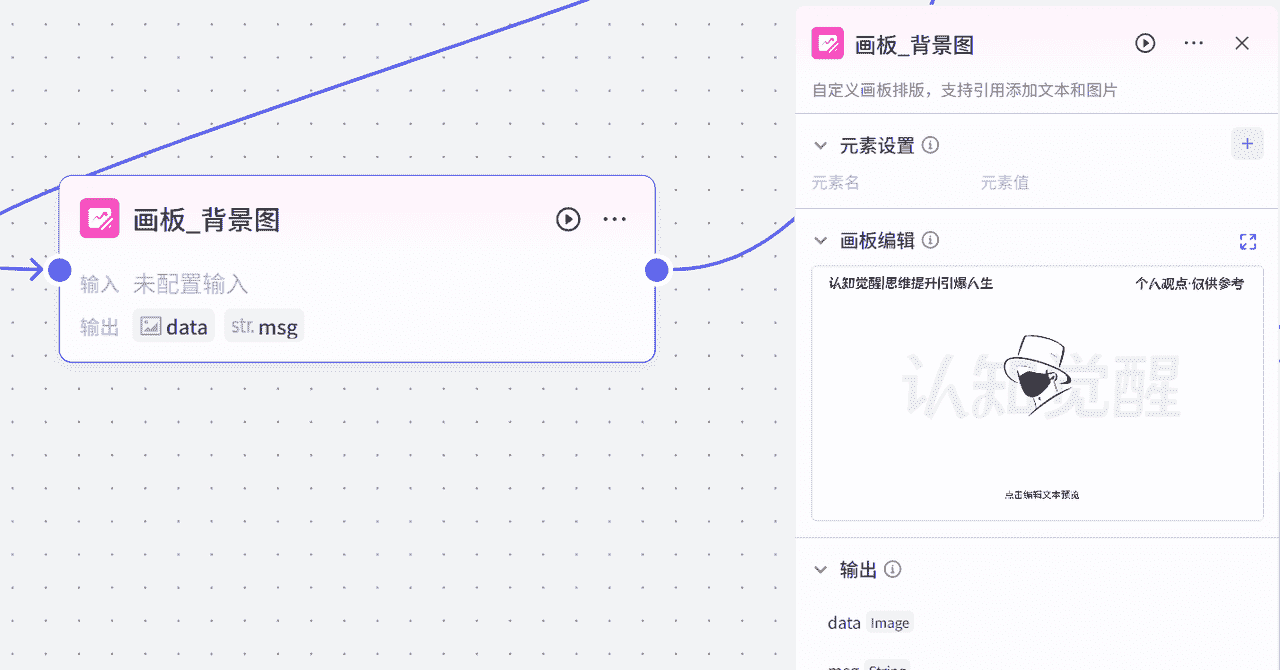 画板_背景图
输入 未配置输入
输出 data str. msg
画板_背景图
自定义画板排版，支持引用添加文本和图片
元素设置
元素名 元素值
画板编辑
认知觉醒|思维提升|引爆人生 个人观点·仅供参考
认知觉醒
点击编辑文本预览
输出
data Image
msg String